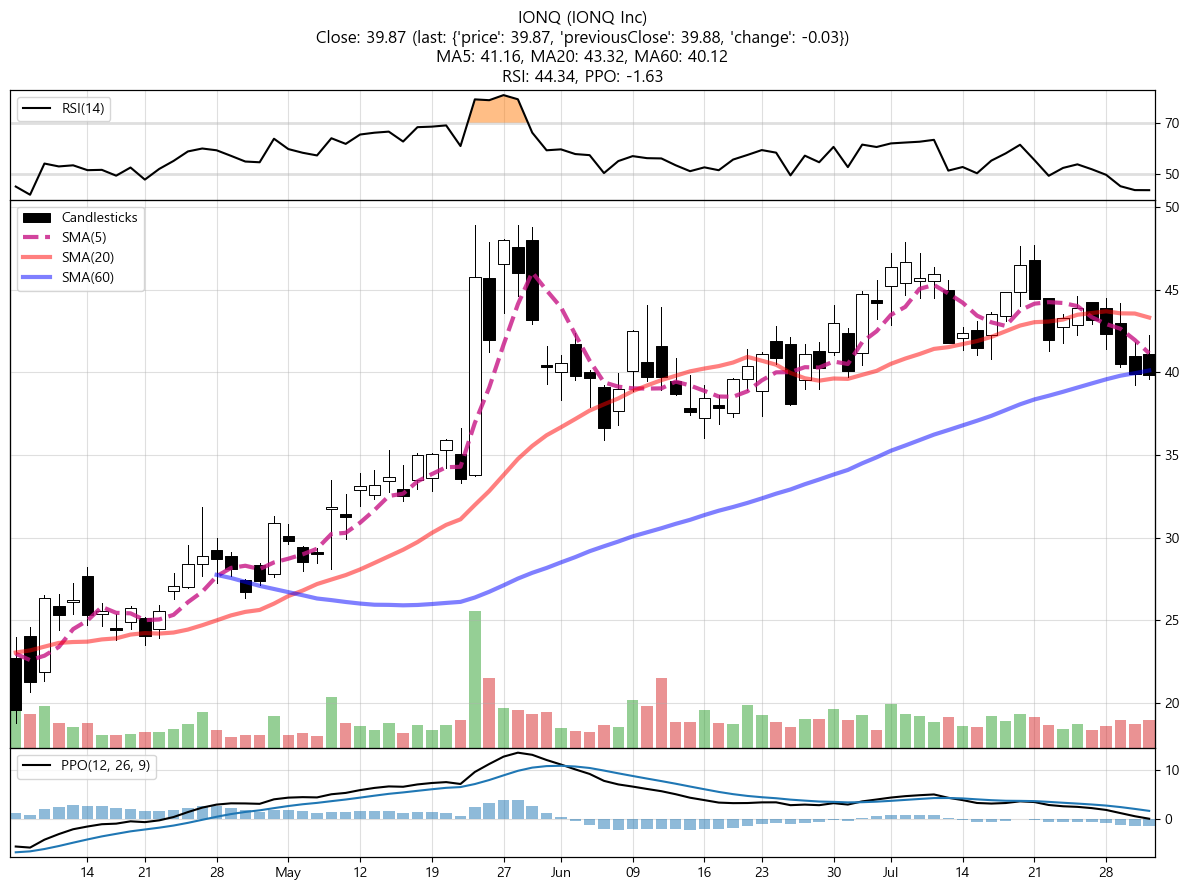 IONQ (IONQ Inc)
Close: 39.87 (last: {'price': 39.87, 'previousClose': 39.88, 'change': -0.03})
MA5: 41.16, MA20: 43.32, MA60: 40.12
RSI: 44.34, PPO: -1.63
RSI(14)
70
50
Candlesticks
SMA(5)
SMA(20)
SMA(60)
50
45
40
35
30
25
20
PPO(12, 26, 9)
10
0
14 21 28 May 12 19 27 Jun 09 16 23 30 Jul 14 21 28